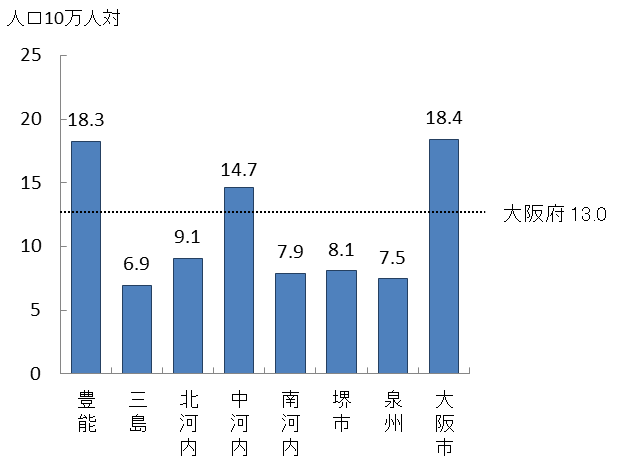 人口10万人対
25
20
15
10
5
0
18.3
6.9
9.1
14.7
7.9
8.1
7.5
18.4
大阪府 13.0
豊能
三島
北河内
中河内
南河内
堺市
泉州
大阪市